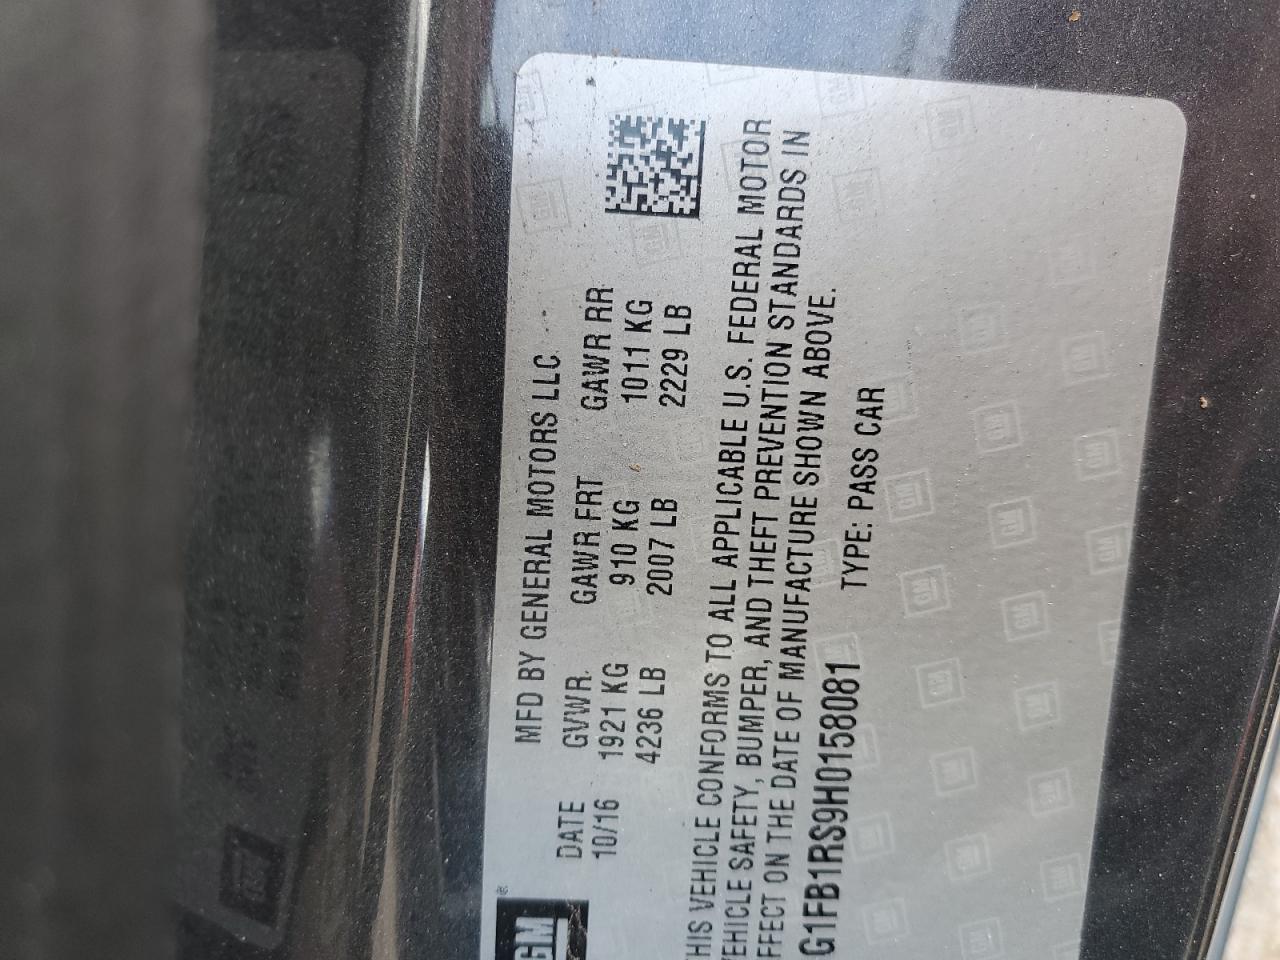 GM
MFD BY GENERAL MOTORS LLC
DATE GVWR GAWR FRT GAWR RR
10/16 1921 KG 910 KG 1011 KG
4236 LB 2007 LB 2229 LB
HIS VEHICLE CONFORMS TO ALL APPLICABLE U.S. FEDERAL MOTOR
EHICLE SAFETY, BUMPER, AND THEFT PREVENTION STANDARDS IN
FFECT ON THE DATE OF MANUFACTURE SHOWN ABOVE.
G1FB1RS9H0158081 TYPE: PASS CAR